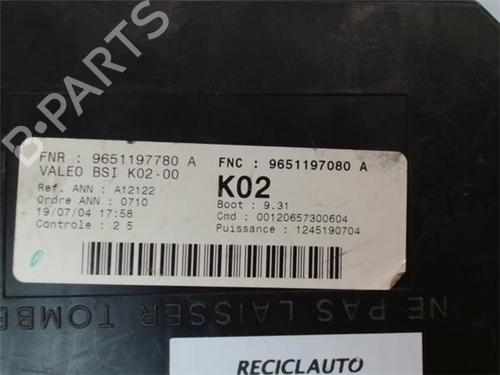 B-PARTS
FNR : 9651197780 A
FNC : 9651197080 A
VALEO BSI K02-00
K02
Ref. ANN : A12122
Boot : 9.31
Ordre ANN : 0710
Cmd : 00120657300604
19/07/04 17:58
Puissance : 1245190704
Controle : 2 5
NE PAS LAISSER TOMBE
RECICLAUTO